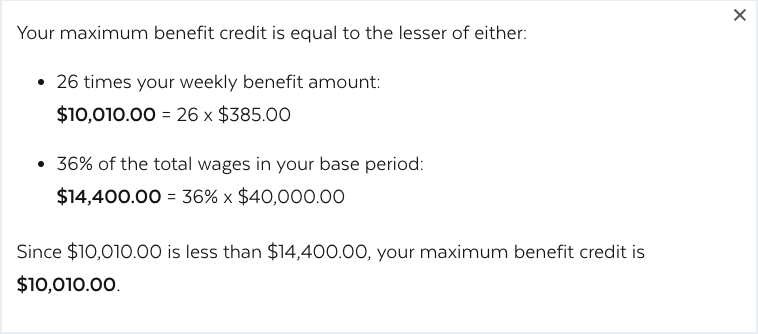 Your maximum benefit credit is equal to the lesser of either:
• 26 times your weekly benefit amount:
$10,010.00 = 26 x $385.00
• 36% of the total wages in your base period:
$14,400.00 = 36% x $40,000.00
Since $10,010.00 is less than $14,400.00, your maximum benefit credit is
$10,010.00.